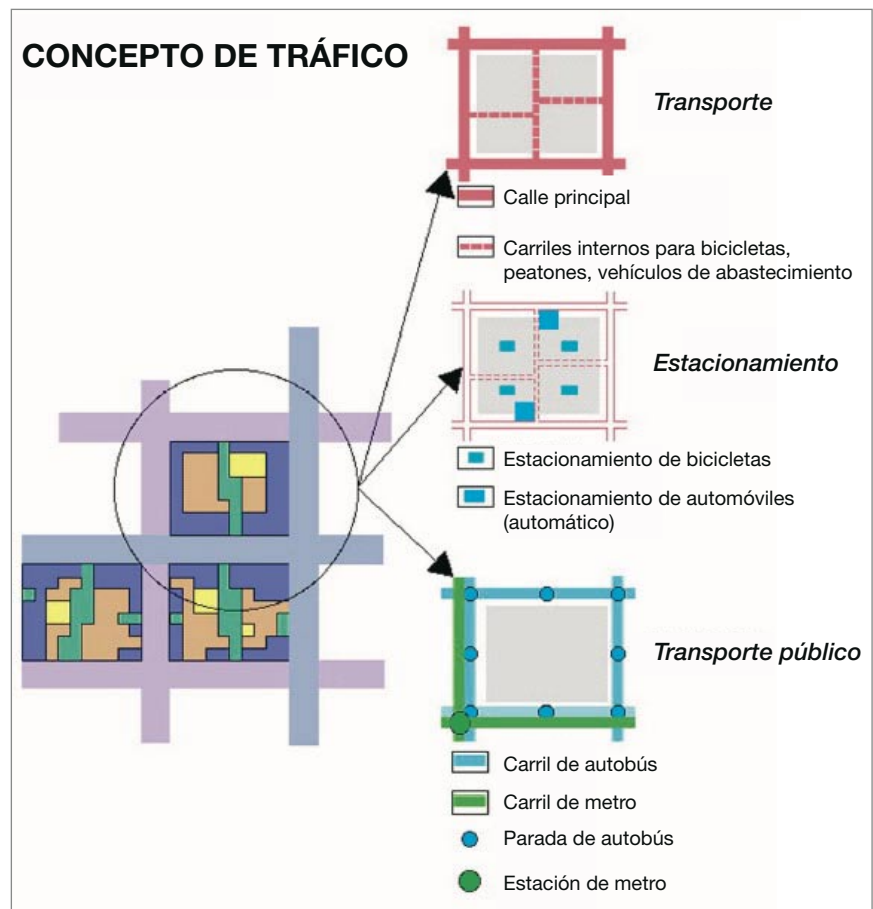 CONCEPTO DE TRÁFICO
Transporte
Calle principal
Carriles internos para bicicletas,
peatones, vehículos de abastecimiento
Estacionamiento
Estacionamiento de bicicletas
Estacionamiento de automóviles
(automático)
Transporte público
Carril de autobús
Carril de metro
Parada de autobús
Estación de metro